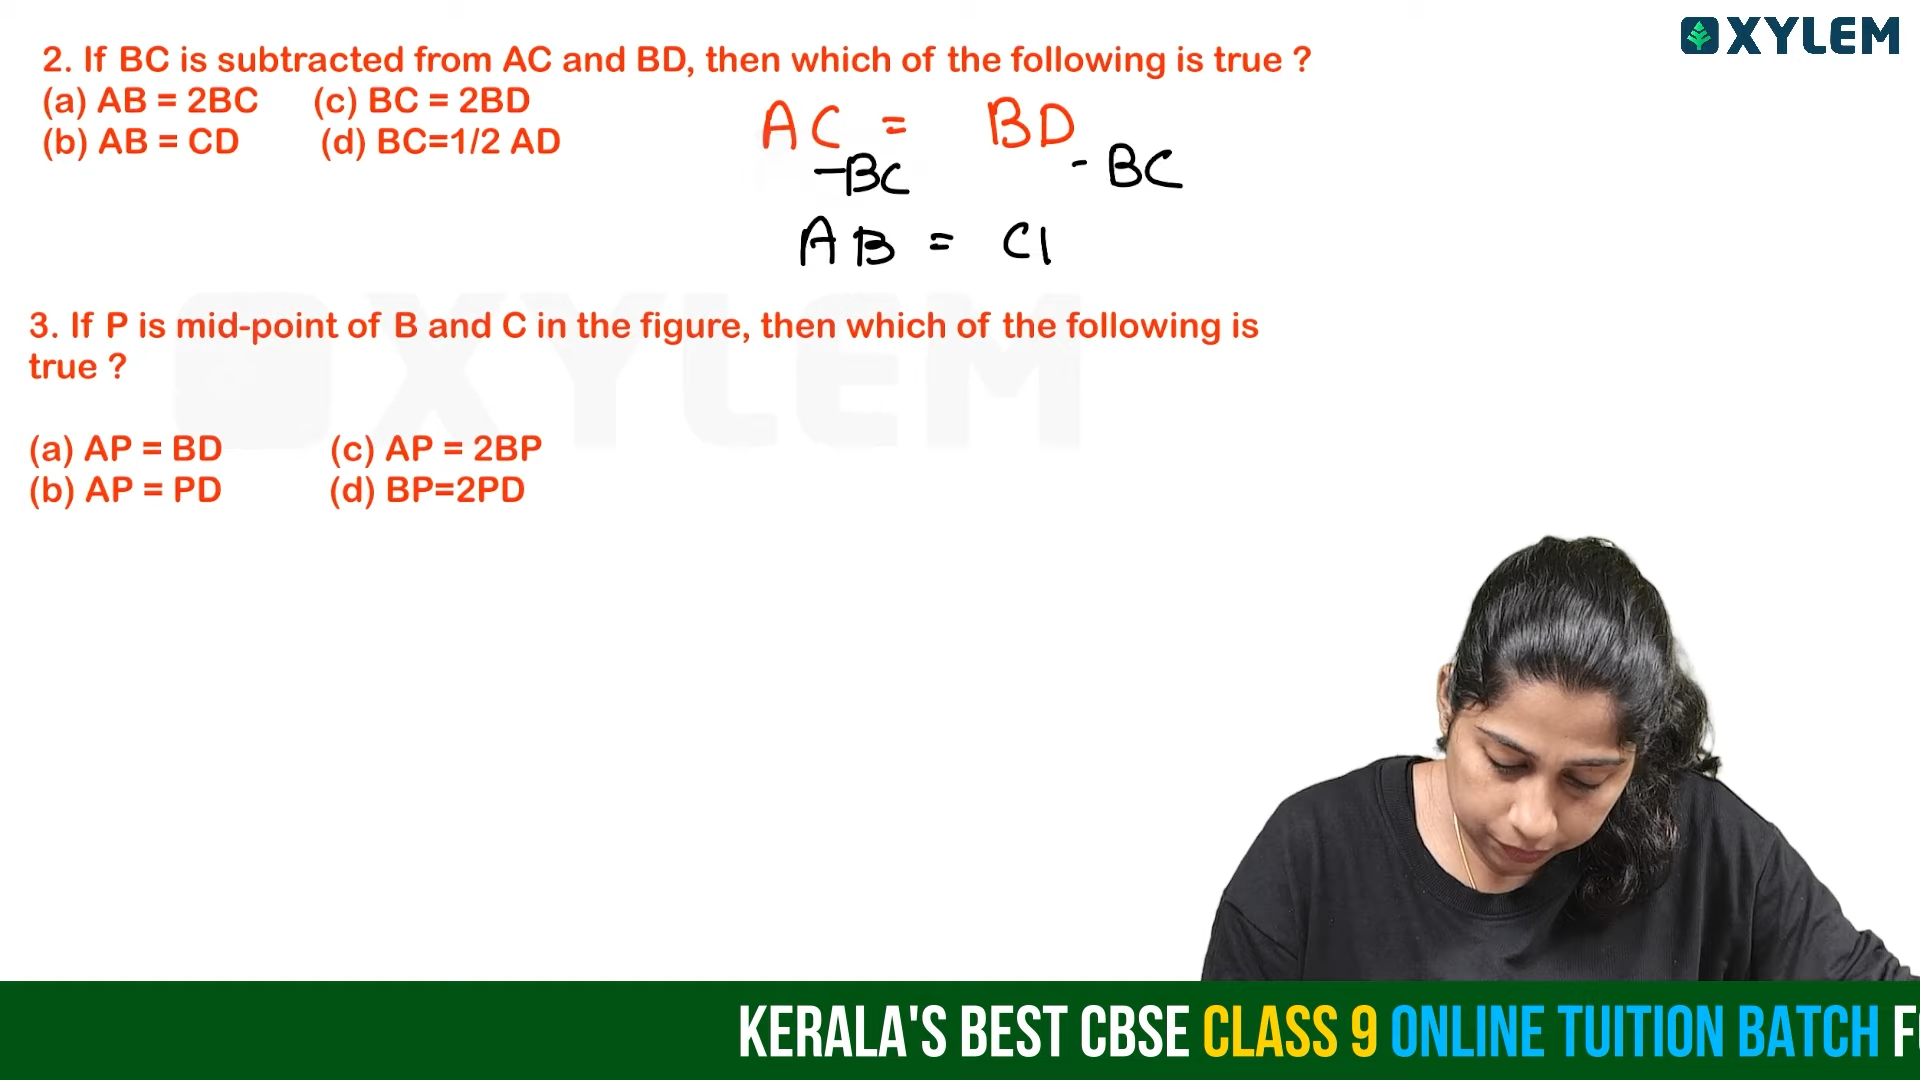 XYLEM
2. If BC is subtracted from AC and BD, then which of the following is true ?
(a) AB = 2BC (c) BC = 2BD
(b) AB = CD (d) BC=1/2 AD
AC = BD
-BC - BC
AB = CI
XYLEM
3. If P is mid-point of B and C in the figure, then which of the following is
true ?
(a) AP = BD (c) AP = 2BP
(b) AP = PD (d) BP=2PD
KERALA'S BEST CBSE CLASS 9 ONLINE TUITION BATCH F